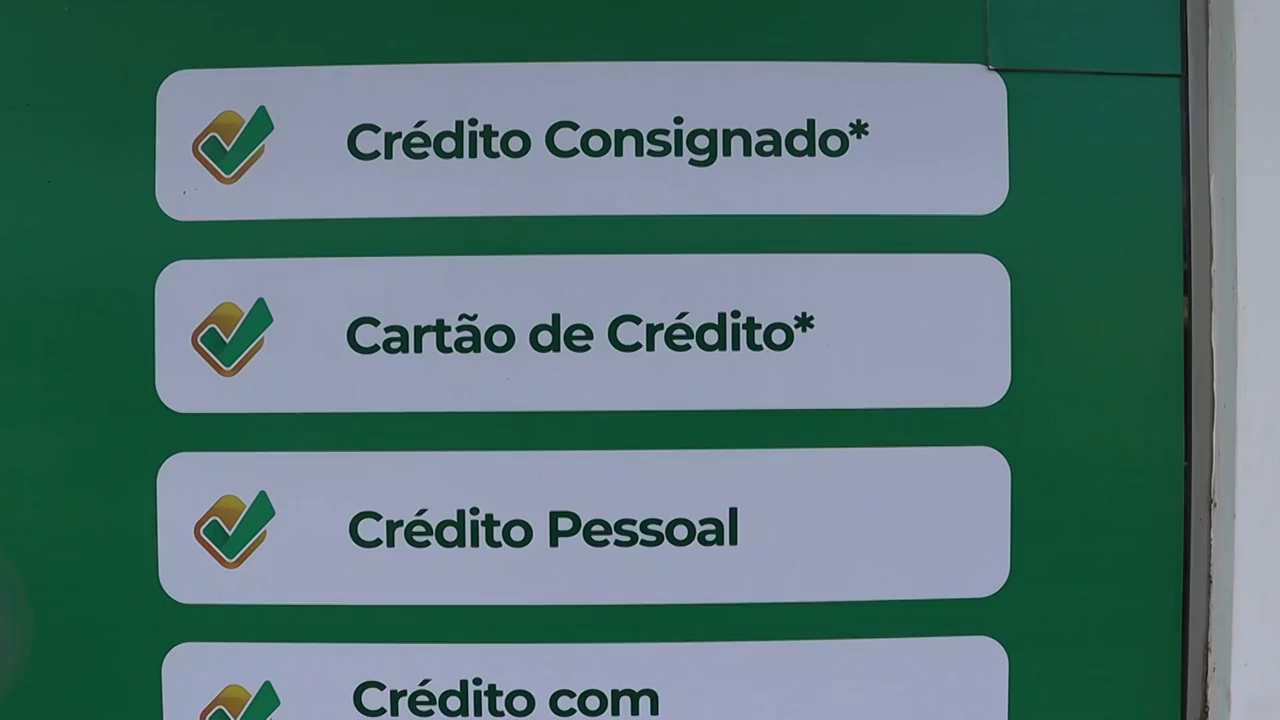 Crédito Consignado*
Cartão de Crédito*
Crédito Pessoal
Crédito com